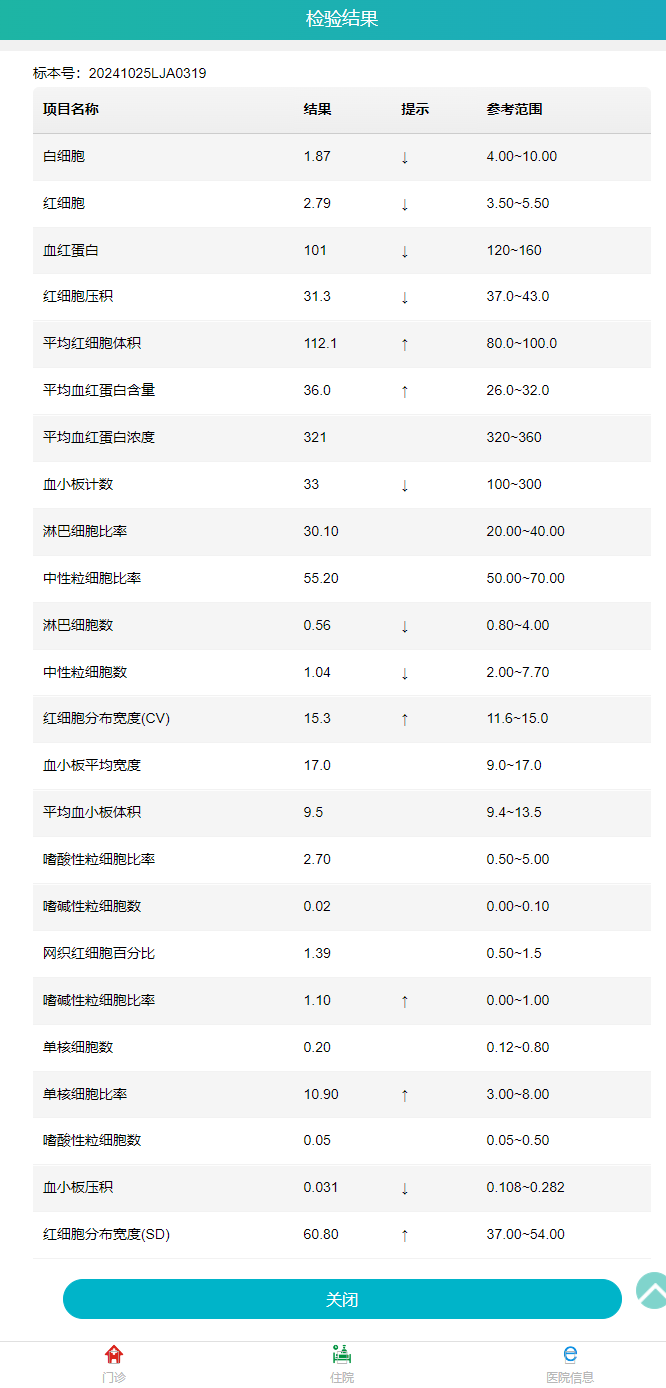 检验结果
标本号：20241025LJA0319
项目名称 结果 提示 参考范围
白细胞 1.87 ↓ 4.00~10.00
红细胞 2.79 ↓ 3.50~5.50
血红蛋白 101 ↓ 120~160
红细胞压积 31.3 ↓ 37.0~43.0
平均红细胞体积 112.1 ↑ 80.0~100.0
平均血红蛋白含量 36.0 ↑ 26.0~32.0
平均血红蛋白浓度 321 320~360
血小板计数 33 ↓ 100~300
淋巴细胞比率 30.10 20.00~40.00
中性粒细胞比率 55.20 50.00~70.00
淋巴细胞数 0.56 ↓ 0.80~4.00
中性粒细胞数 1.04 ↓ 2.00~7.70
红细胞分布宽度(CV) 15.3 ↑ 11.6~15.0
血小板平均宽度 17.0 9.0~17.0
平均血小板体积 9.5 9.4~13.5
嗜酸性粒细胞比率 2.70 0.50~5.00
嗜碱性粒细胞数 0.02 0.00~0.10
网织红细胞百分比 1.39 0.50~1.5
嗜碱性粒细胞比率 1.10 ↑ 0.00~1.00
单核细胞数 0.20 0.12~0.80
单核细胞比率 10.90 ↑ 3.00~8.00
嗜酸性粒细胞数 0.05 0.05~0.50
血小板压积 0.031 ↓ 0.108~0.282
红细胞分布宽度(SD) 60.80 ↑ 37.00~54.00
关闭
门诊 住院 医院信息